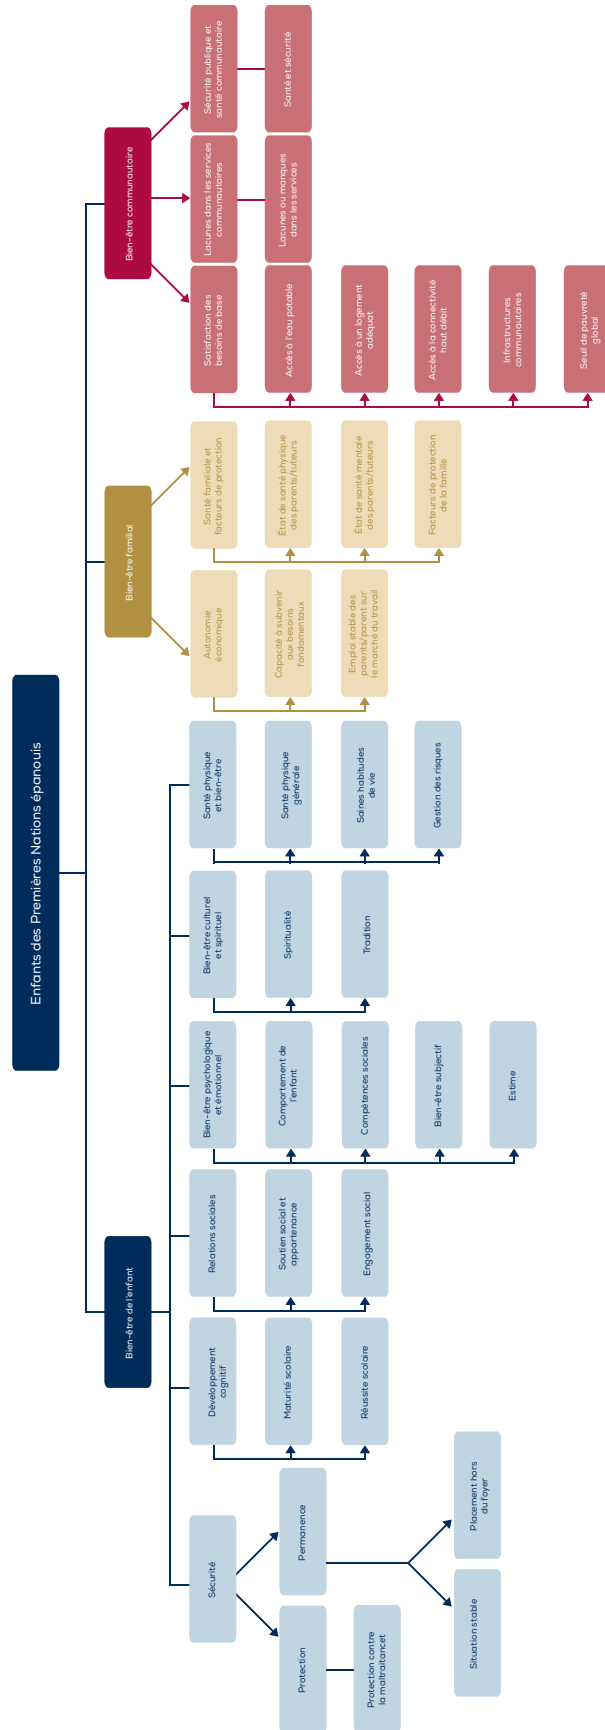 Enfants des Premières Nations épanouis
Bien-être de l'enfant
Bien-être familial
Bien-être communautaire
Sécurité
Développement
cognitif
Relations sociales
Bien-être psychologique
et émotionnel
Bien-être culturel
et spirituel
Santé physique
et bien-être
Autonomie
économique
Santé familiale et
facteurs de protection
Satisfaction des
besoins de base
Lacunes dans les services
communautaires
Sécurité publique et
santé communautaire
Protection
Permanence
Protection contre
la maltraitancet
Situation stable
Placement hors
du foyer
Maturité scolaire
Réussite scolaire
Soutien social et
appartenance
Engagement social
Comportement de
l'enfant
Compétences sociales
Bien-être subjectif
Estime
Spiritualité
Tradition
Santé physique
générale
Saines habitudes
de vie
Gestion des risques
Capacité à subvenir
aux besoins
fondamentaux
Emploi stable des
parents/parent sur
le marché du travail
État de santé physique
des parents/tuteurs
État de santé mentale
des parents/tuteurs
Facteurs de protection
de la famille
Accès à l'eau potable
Accès à un logement
adéquat
Accès à la connectivité
haut débit
Infrastructures
communautaires
Seuil de pauvreté
global
Lacunes ou marques
dans les services
Santé et sécurité